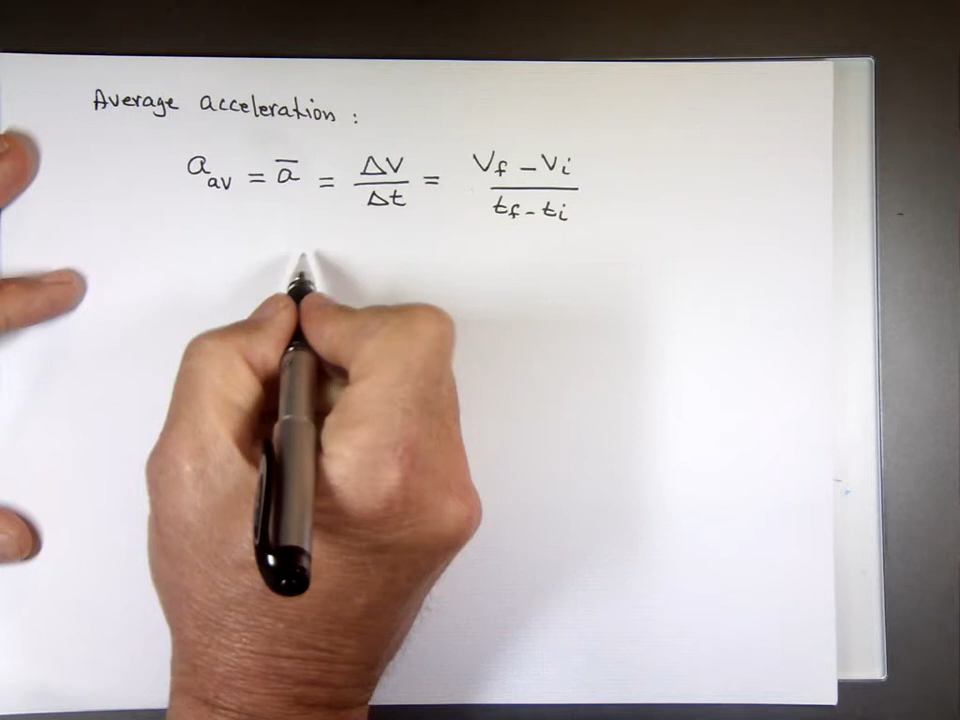 Average acceleration :
a_av = a̅ = ΔV/Δt = (V_f - V_i)/(t_f - t_i)